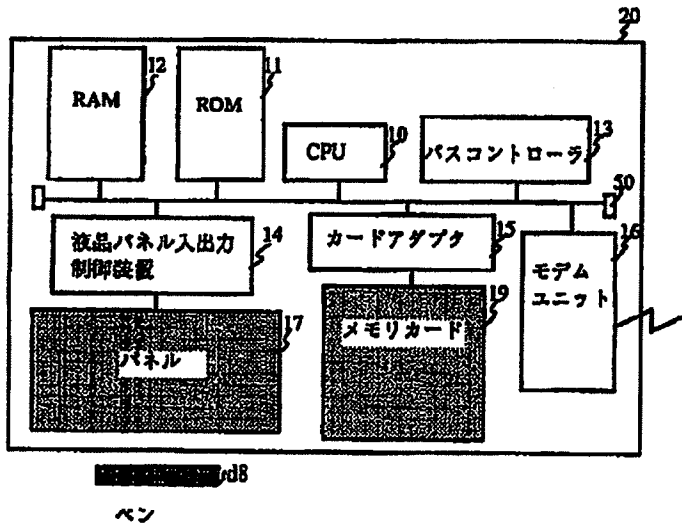 20
RAM
12
ROM
11
CPU
10
バスコントローラ
13
50
液晶パネル入出力
制御装置
14
カードアダプタ
15
モデム
ユニット
16
パネル
17
メモリカード
19
d8
ペン